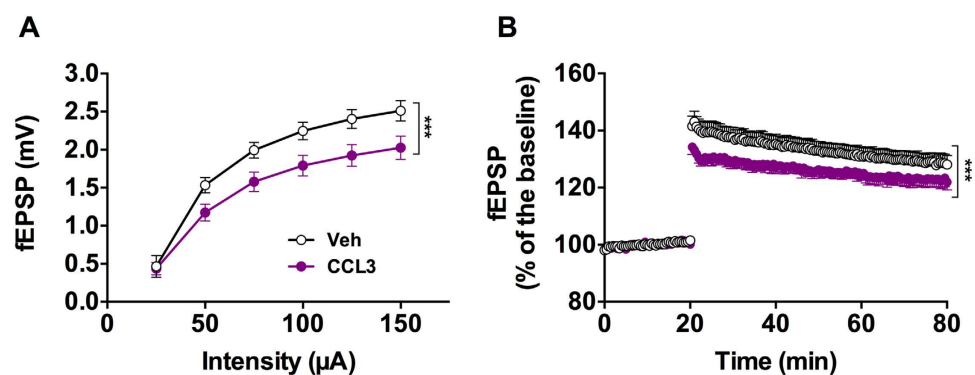 A
B
3.0
2.5
2.0
1.5
1.0
0.5
0.0
fEPSP (mV)
***
Veh
CCL3
0
50
100
150
Intensity (μA)
160
140
120
100
80
fEPSP
(% of the baseline)
***
0
20
40
60
80
Time (min)